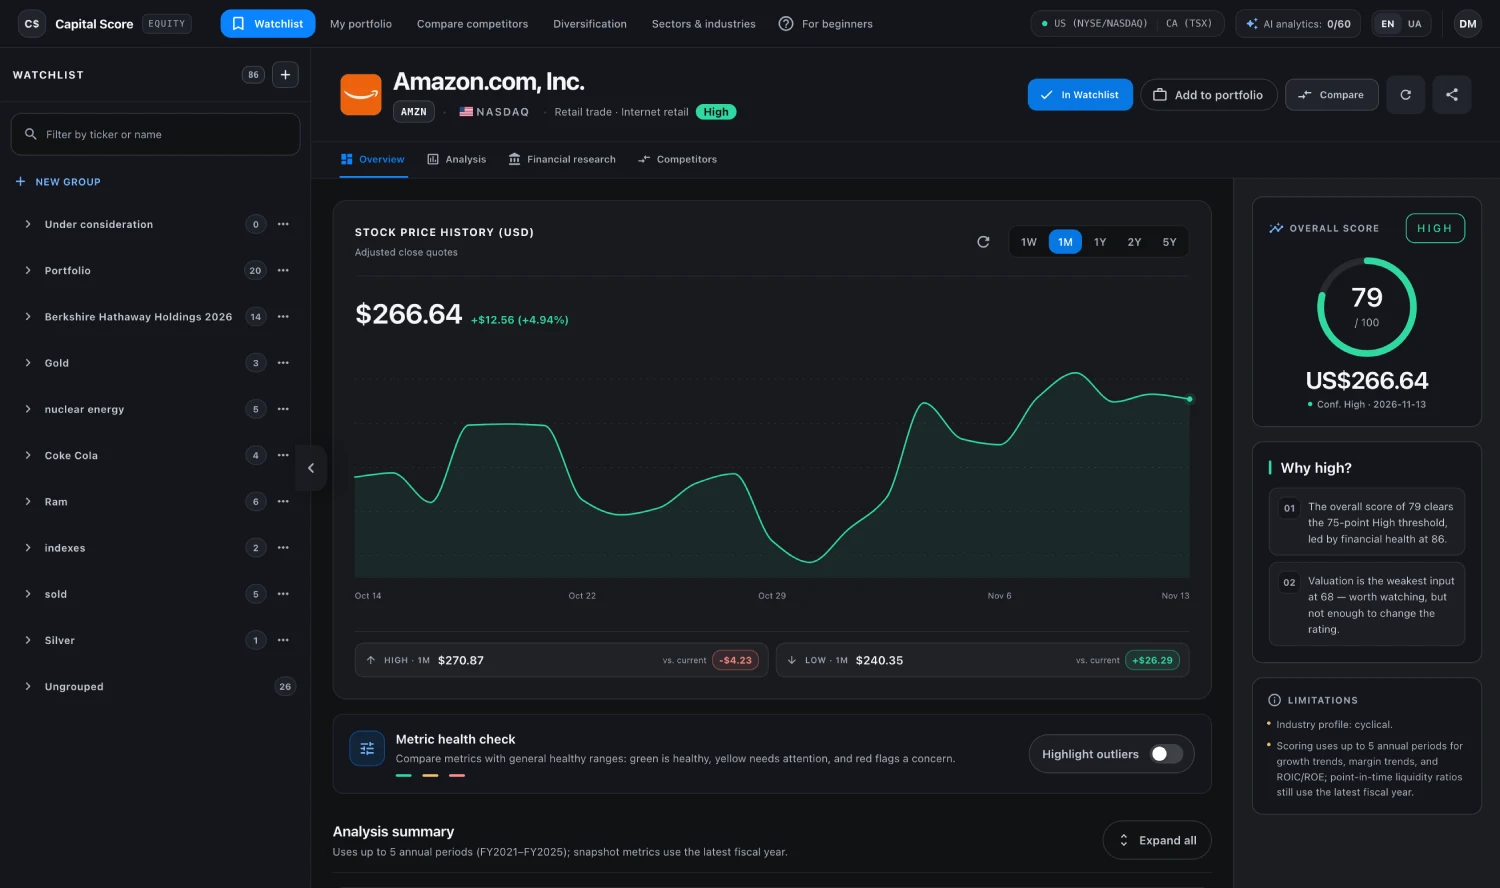 CS Capital Score EQUITY Watchlist My portfolio Compare competitors Diversification Sectors & industries For beginners US (NYSE/NASDAQ) CA (TSX) AI analytics: 0/60 EN UA DM
WATCHLIST 86
Filter by ticker or name
NEW GROUP
Under consideration 0
Portfolio 20
Berkshire Hathaway Holdings 2026 14
Gold 3
nuclear energy 5
Coke Cola 4
Ram 6
indexes 2
sold 5
Silver 1
Ungrouped 26
Amazon.com, Inc.
AMZN · NASDAQ · Retail trade · Internet retail High
In Watchlist Add to portfolio Compare
Overview Analysis Financial research Competitors
STOCK PRICE HISTORY (USD)
Adjusted close quotes
1W 1M 1Y 2Y 5Y
$266.64 +$12.56 (+4.94%)
Oct 14 Oct 22 Oct 29 Nov 6 Nov 13
HIGH · 1M $270.87 vs. current -$4.23
LOW · 1M $240.35 vs. current +$26.29
Metric health check
Compare metrics with general healthy ranges: green is healthy, yellow needs attention, and red flags a concern.
Highlight outliers
Analysis summary
Uses up to 5 annual periods (FY2021–FY2025); snapshot metrics use the latest fiscal year.
Expand all
OVERALL SCORE HIGH
79
/ 100
US$266.64
Conf. High · 2026-11-13
Why high?
01 The overall score of 79 clears
the 75-point High threshold,
led by financial health at 86.
02 Valuation is the weakest input
at 68 — worth watching, but
not enough to change the
rating.
LIMITATIONS
Industry profile: cyclical.
Scoring uses up to 5 annual periods for
growth trends, margin trends, and
ROIC/ROE; point-in-time liquidity ratios
still use the latest fiscal year.